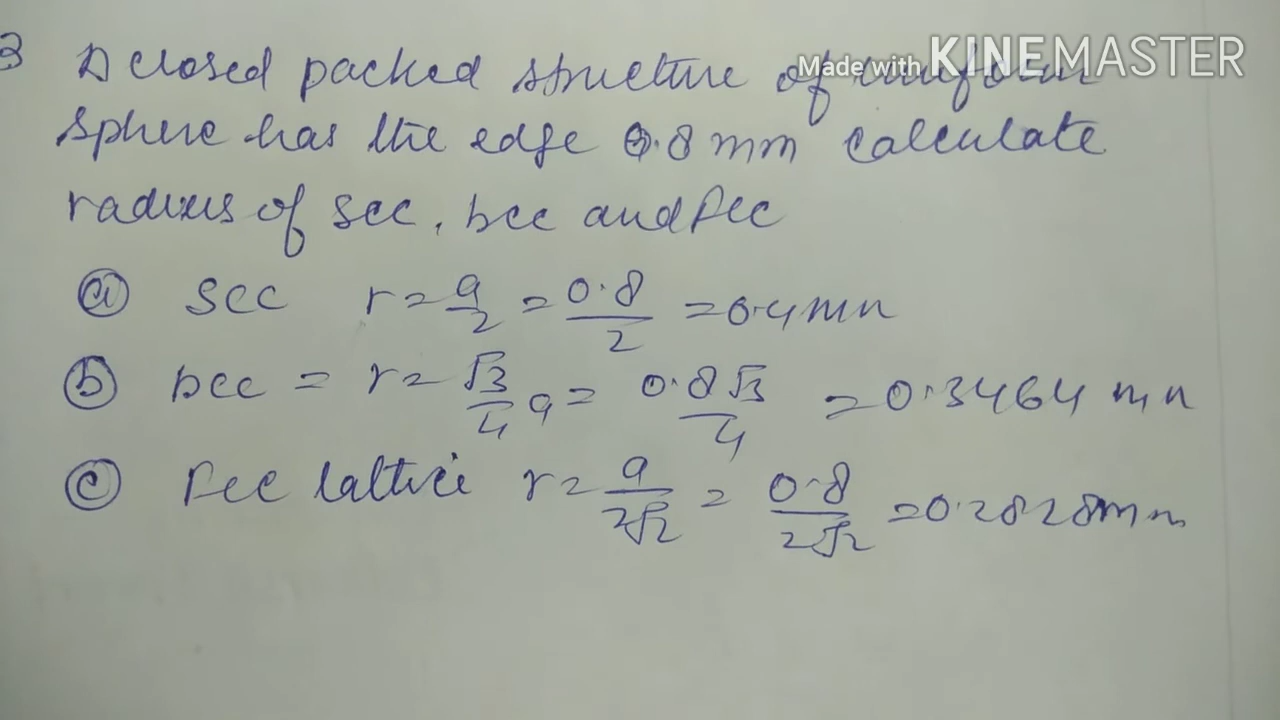 3 A closed packed structure of uniform
Made with KINEMASTER
sphere has the edge 0.8 mm calculate
radius of scc, bcc and fcc
(a) scc r = a/2 = 0.8/2 = 0.4 mm
(b) bcc = r = √3/4 a = 0.8√3/4 = 0.3464 mm
(c) Fcc lattice r = a/2√2 = 0.8/2√2 = 0.2828 mm